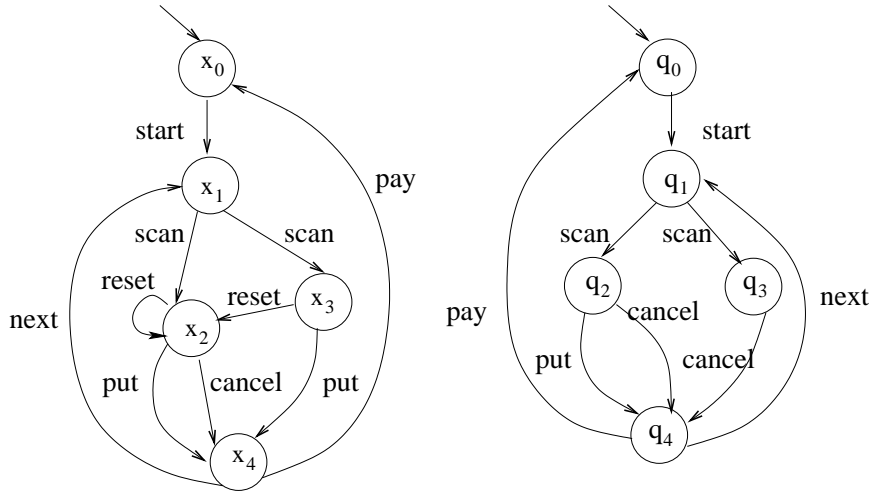 x0
start
x1
pay
scan
scan
reset
reset
x3
x2
next
put
cancel
put
x4
q0
start
q1
scan
scan
q2
q3
cancel
next
pay
put
cancel
q4